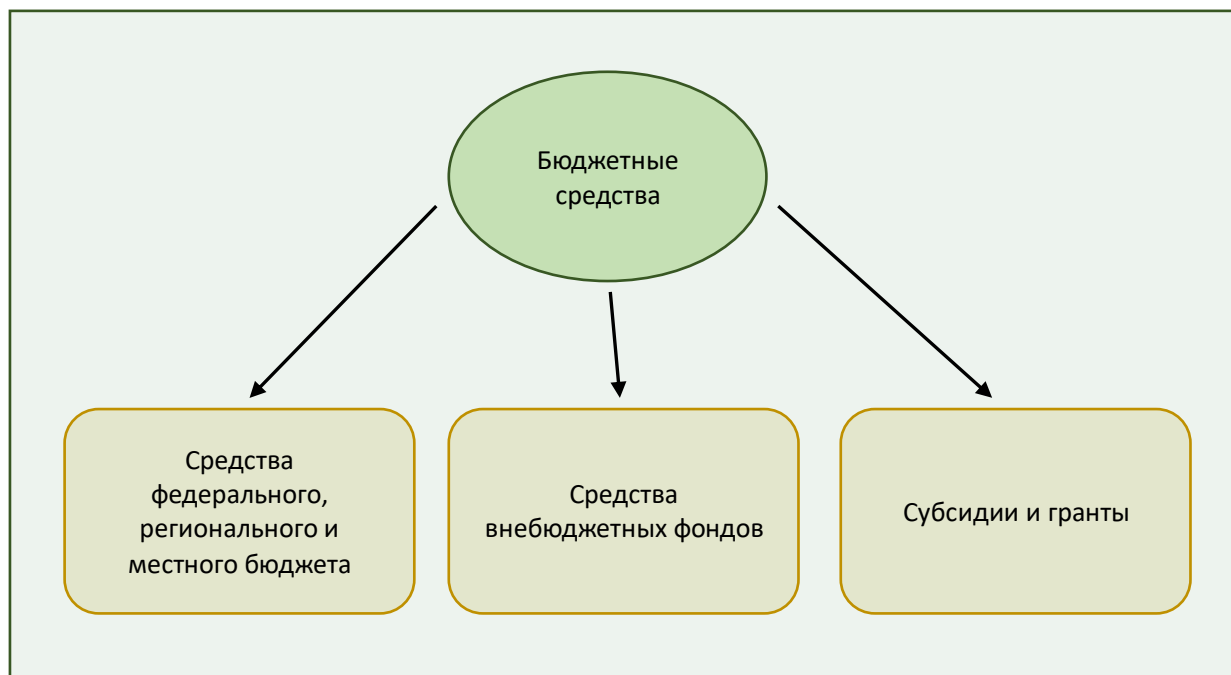 Бюджетные
средства
Средства
федерального,
регионального и
местного бюджета
Средства
внебюджетных фондов
Субсидии и гранты